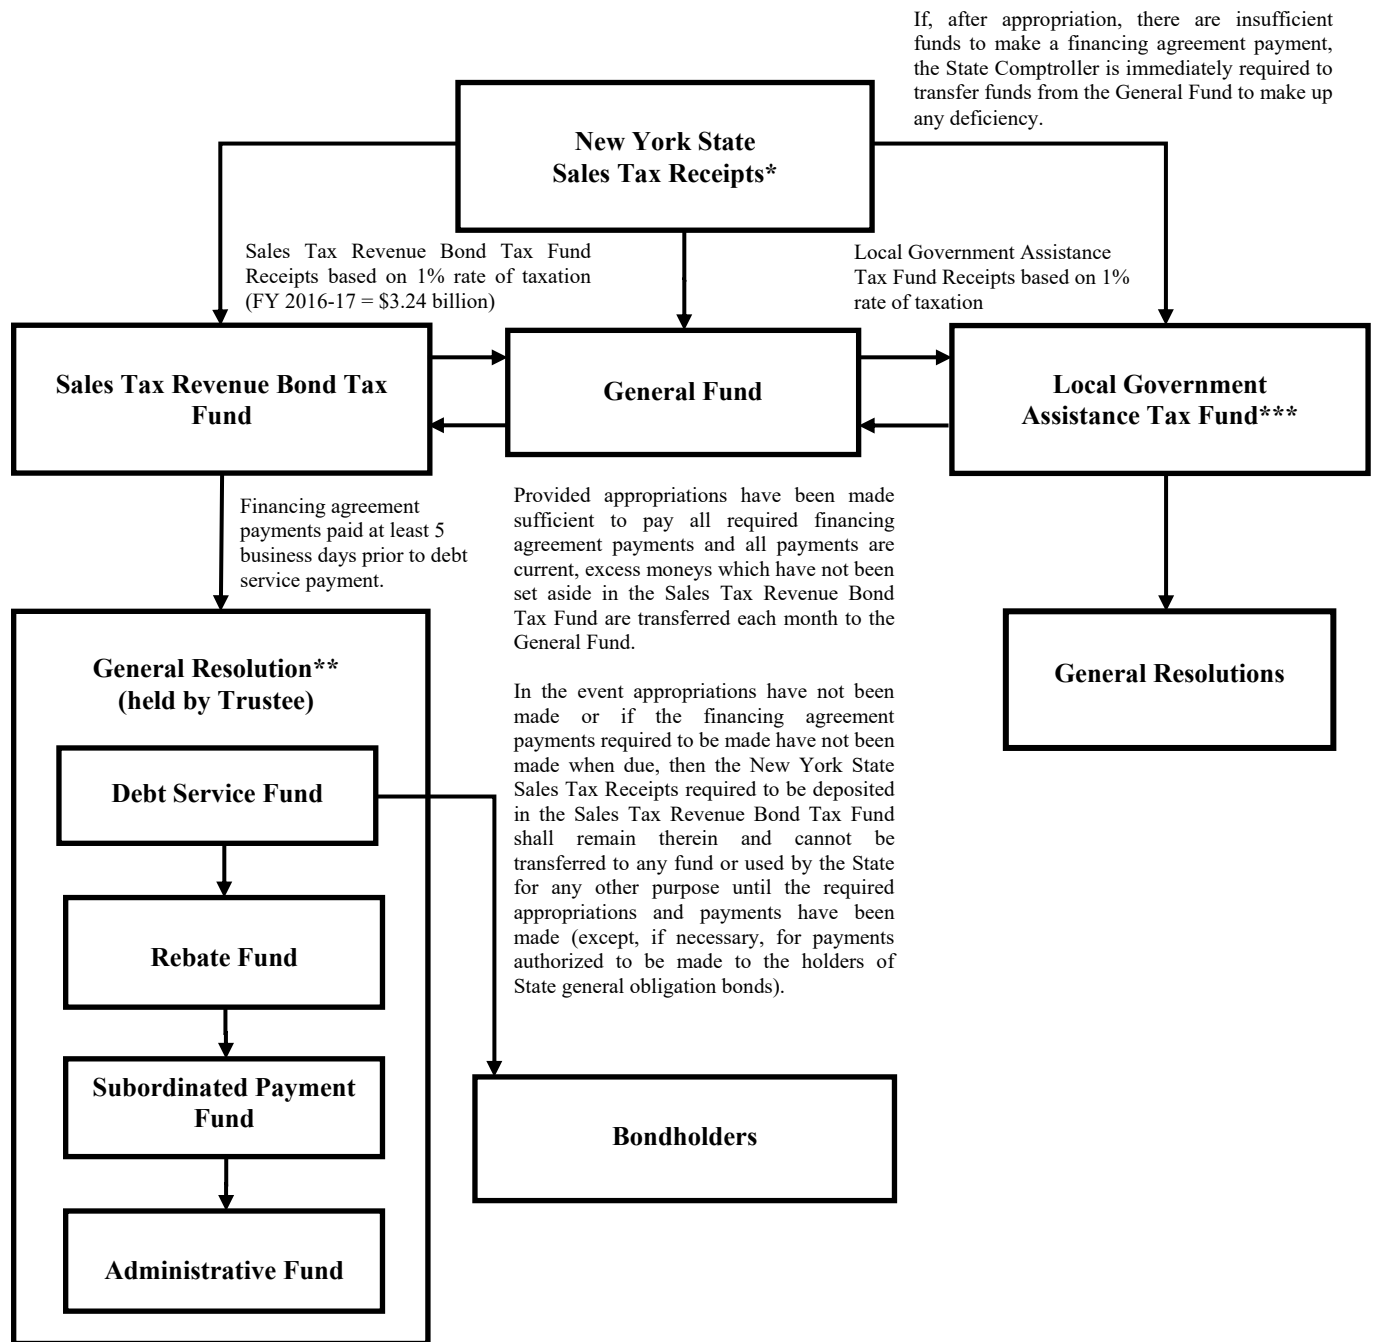 If, after appropriation, there are insufficient
funds to make a financing agreement payment,
the State Comptroller is immediately required to
transfer funds from the General Fund to make up
any deficiency.
New York State
Sales Tax Receipts*
Sales Tax Revenue Bond Tax Fund
Receipts based on 1% rate of taxation
(FY 2016-17 = $3.24 billion)
Local Government Assistance
Tax Fund Receipts based on 1%
rate of taxation
Sales Tax Revenue Bond Tax
Fund
General Fund
Local Government
Assistance Tax Fund***
Financing agreement
payments paid at least 5
business days prior to debt
service payment.
Provided appropriations have been made
sufficient to pay all required financing
agreement payments and all payments are
current, excess moneys which have not been
set aside in the Sales Tax Revenue Bond
Tax Fund are transferred each month to the
General Fund.
In the event appropriations have not been
made or if the financing agreement
payments required to be made have not been
made when due, then the New York State
Sales Tax Receipts required to be deposited
in the Sales Tax Revenue Bond Tax Fund
shall remain therein and cannot be
transferred to any fund or used by the State
for any other purpose until the required
appropriations and payments have been
made (except, if necessary, for payments
authorized to be made to the holders of
State general obligation bonds).
General Resolution**
(held by Trustee)
General Resolutions
Debt Service Fund
Rebate Fund
Subordinated Payment
Fund
Administrative Fund
Bondholders